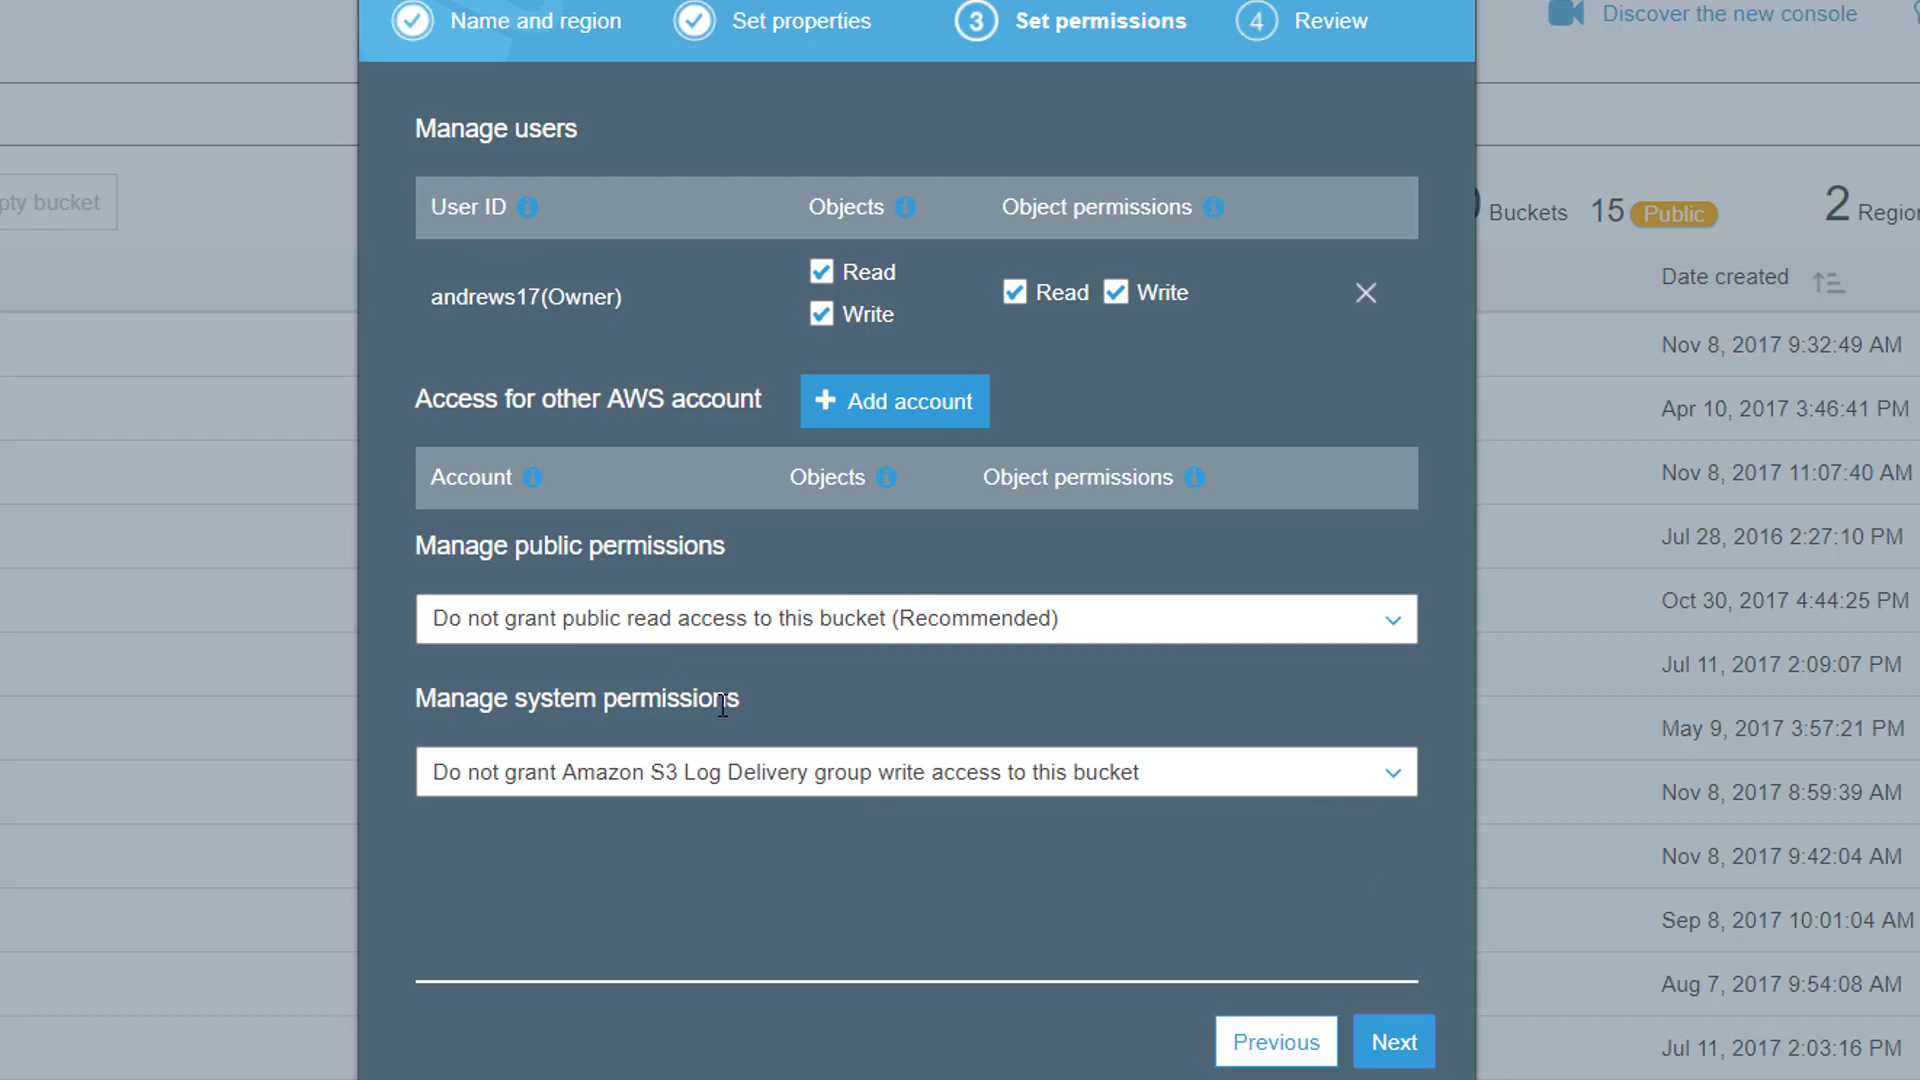 Name and region
Set properties
3 Set permissions
4 Review
Discover the new console
Manage users
User ID
Objects
Object permissions
pty bucket
Buckets
15 Public
2 Region
andrews17(Owner)
Read
Write
Read
Write
Date created
Nov 8, 2017 9:32:49 AM
Access for other AWS account
Add account
Apr 10, 2017 3:46:41 PM
Account
Objects
Object permissions
Nov 8, 2017 11:07:40 AM
Manage public permissions
Jul 28, 2016 2:27:10 PM
Do not grant public read access to this bucket (Recommended)
Oct 30, 2017 4:44:25 PM
Jul 11, 2017 2:09:07 PM
Manage system permissions
May 9, 2017 3:57:21 PM
Do not grant Amazon S3 Log Delivery group write access to this bucket
Nov 8, 2017 8:59:39 AM
Nov 8, 2017 9:42:04 AM
Sep 8, 2017 10:01:04 AM
Aug 7, 2017 9:54:08 AM
Previous
Next
Jul 11, 2017 2:03:16 PM